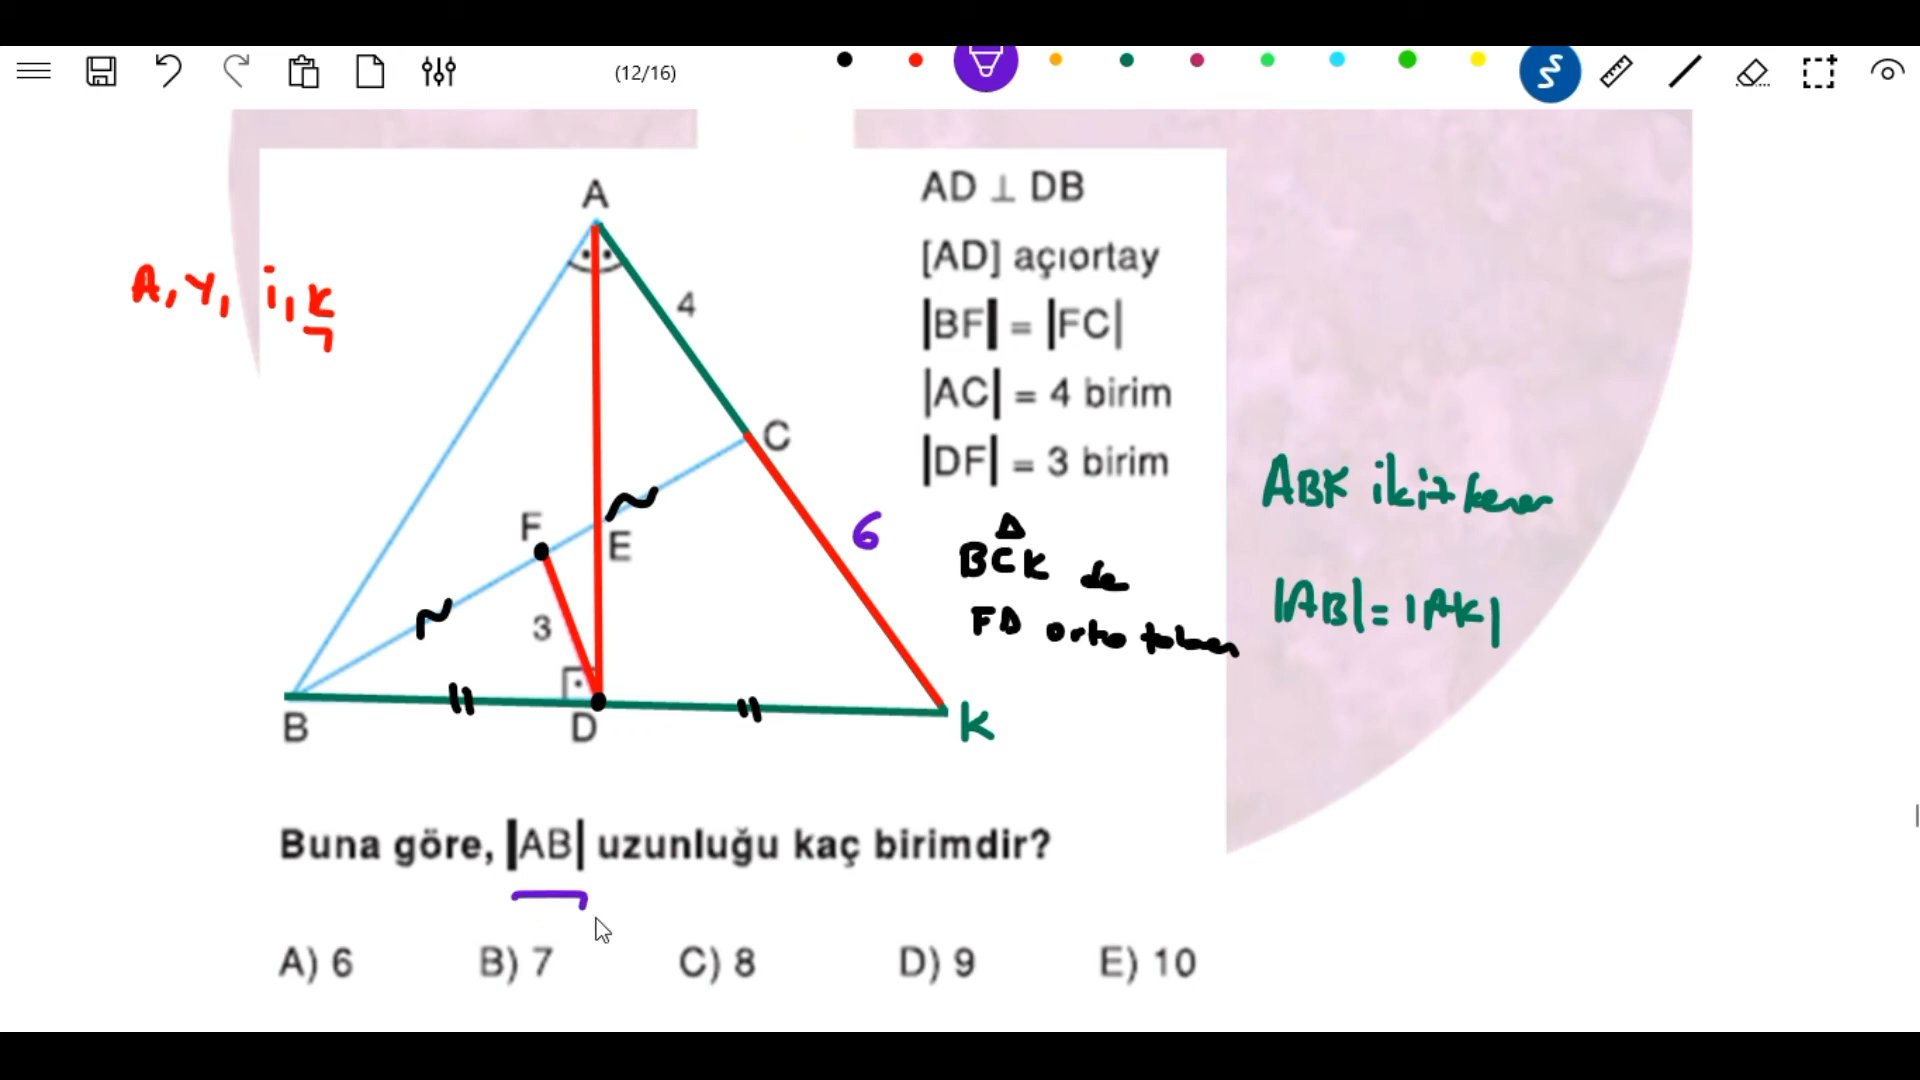 (12/16)
A
4
C
F
E
3
B
D
K
6
A, Y, i, k
AD ⊥ DB
[AD] açıortay
|BF| = |FC|
|AC| = 4 birim
|DF| = 3 birim
BCK de
FD orta taban
ABK ikizkenar
|AB| = |AK|
Buna göre, |AB| uzunluğu kaç birimdir?
A) 6 B) 7 C) 8 D) 9 E) 10